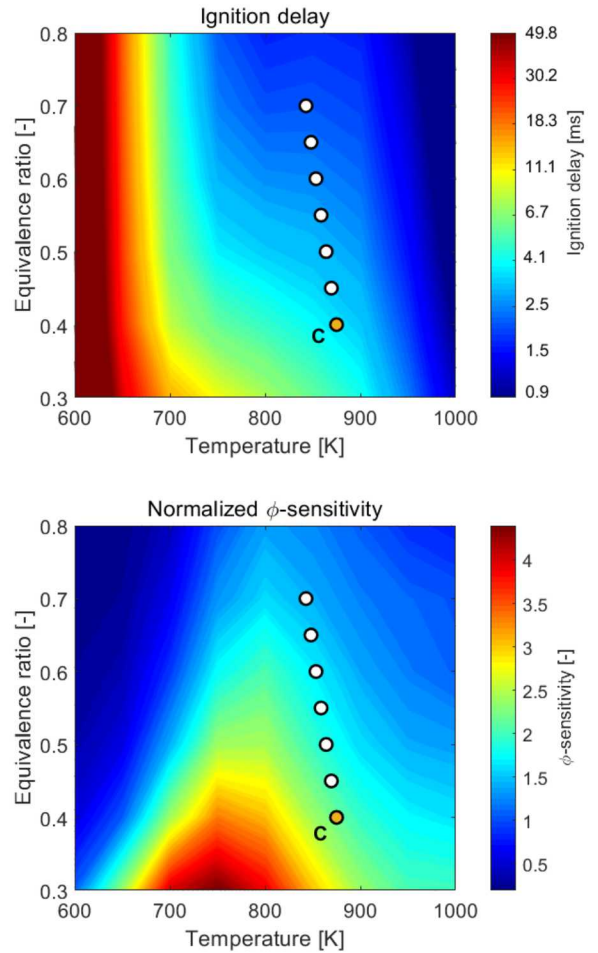 Ignition delay
0.8
0.7
0.6
0.5
0.4
0.3
Equivalence ratio [-]
C
600 700 800 900 1000
Temperature [K]
49.8
30.2
18.3
11.1
6.7
4.1
2.5
1.5
0.9
Ignition delay [ms]
Normalized ϕ-sensitivity
0.8
0.7
0.6
0.5
0.4
0.3
Equivalence ratio [-]
C
600 700 800 900 1000
Temperature [K]
4
3.5
3
2.5
2
1.5
1
0.5
ϕ-sensitivity [-]